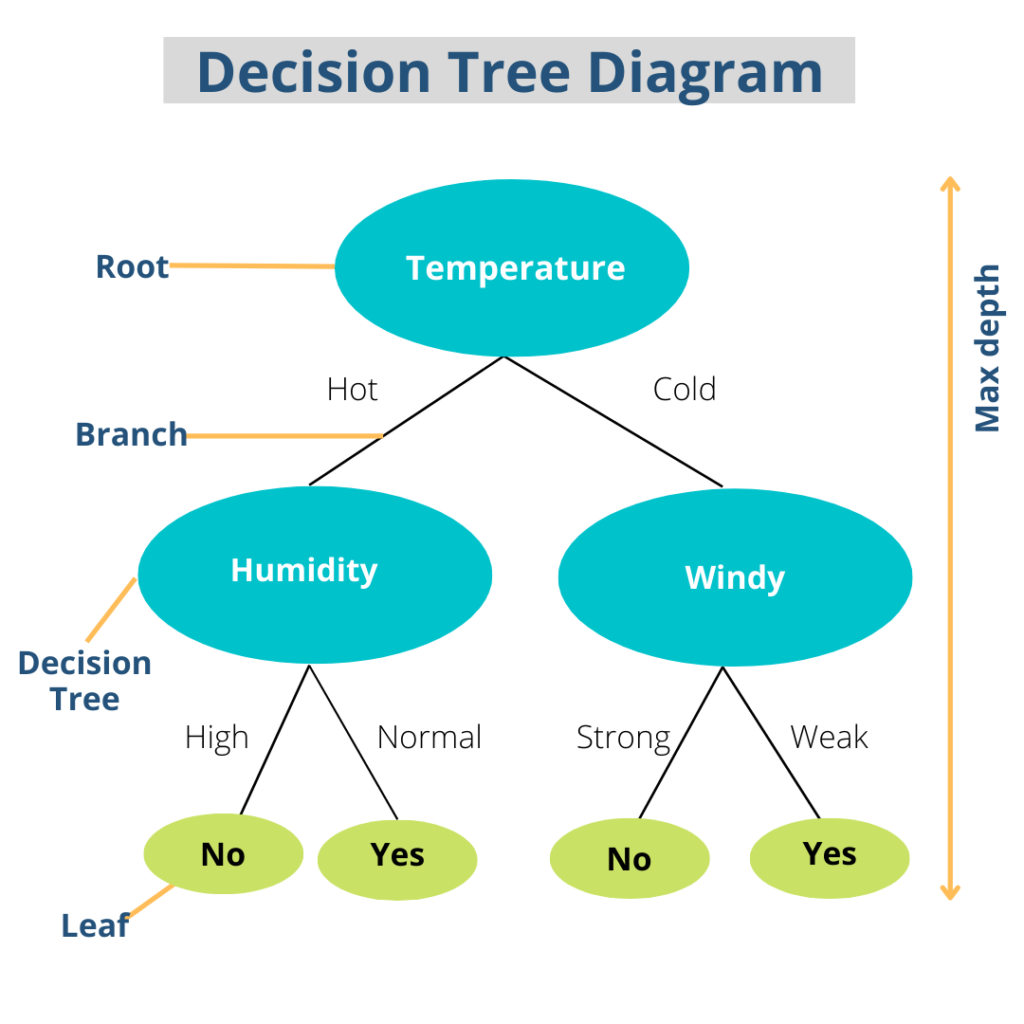 Decision Tree Diagram
Root
Temperature
Max depth
Hot
Cold
Branch
Humidity
Windy
Decision
Tree
High
Normal
Strong
Weak
No
Yes
No
Yes
Leaf